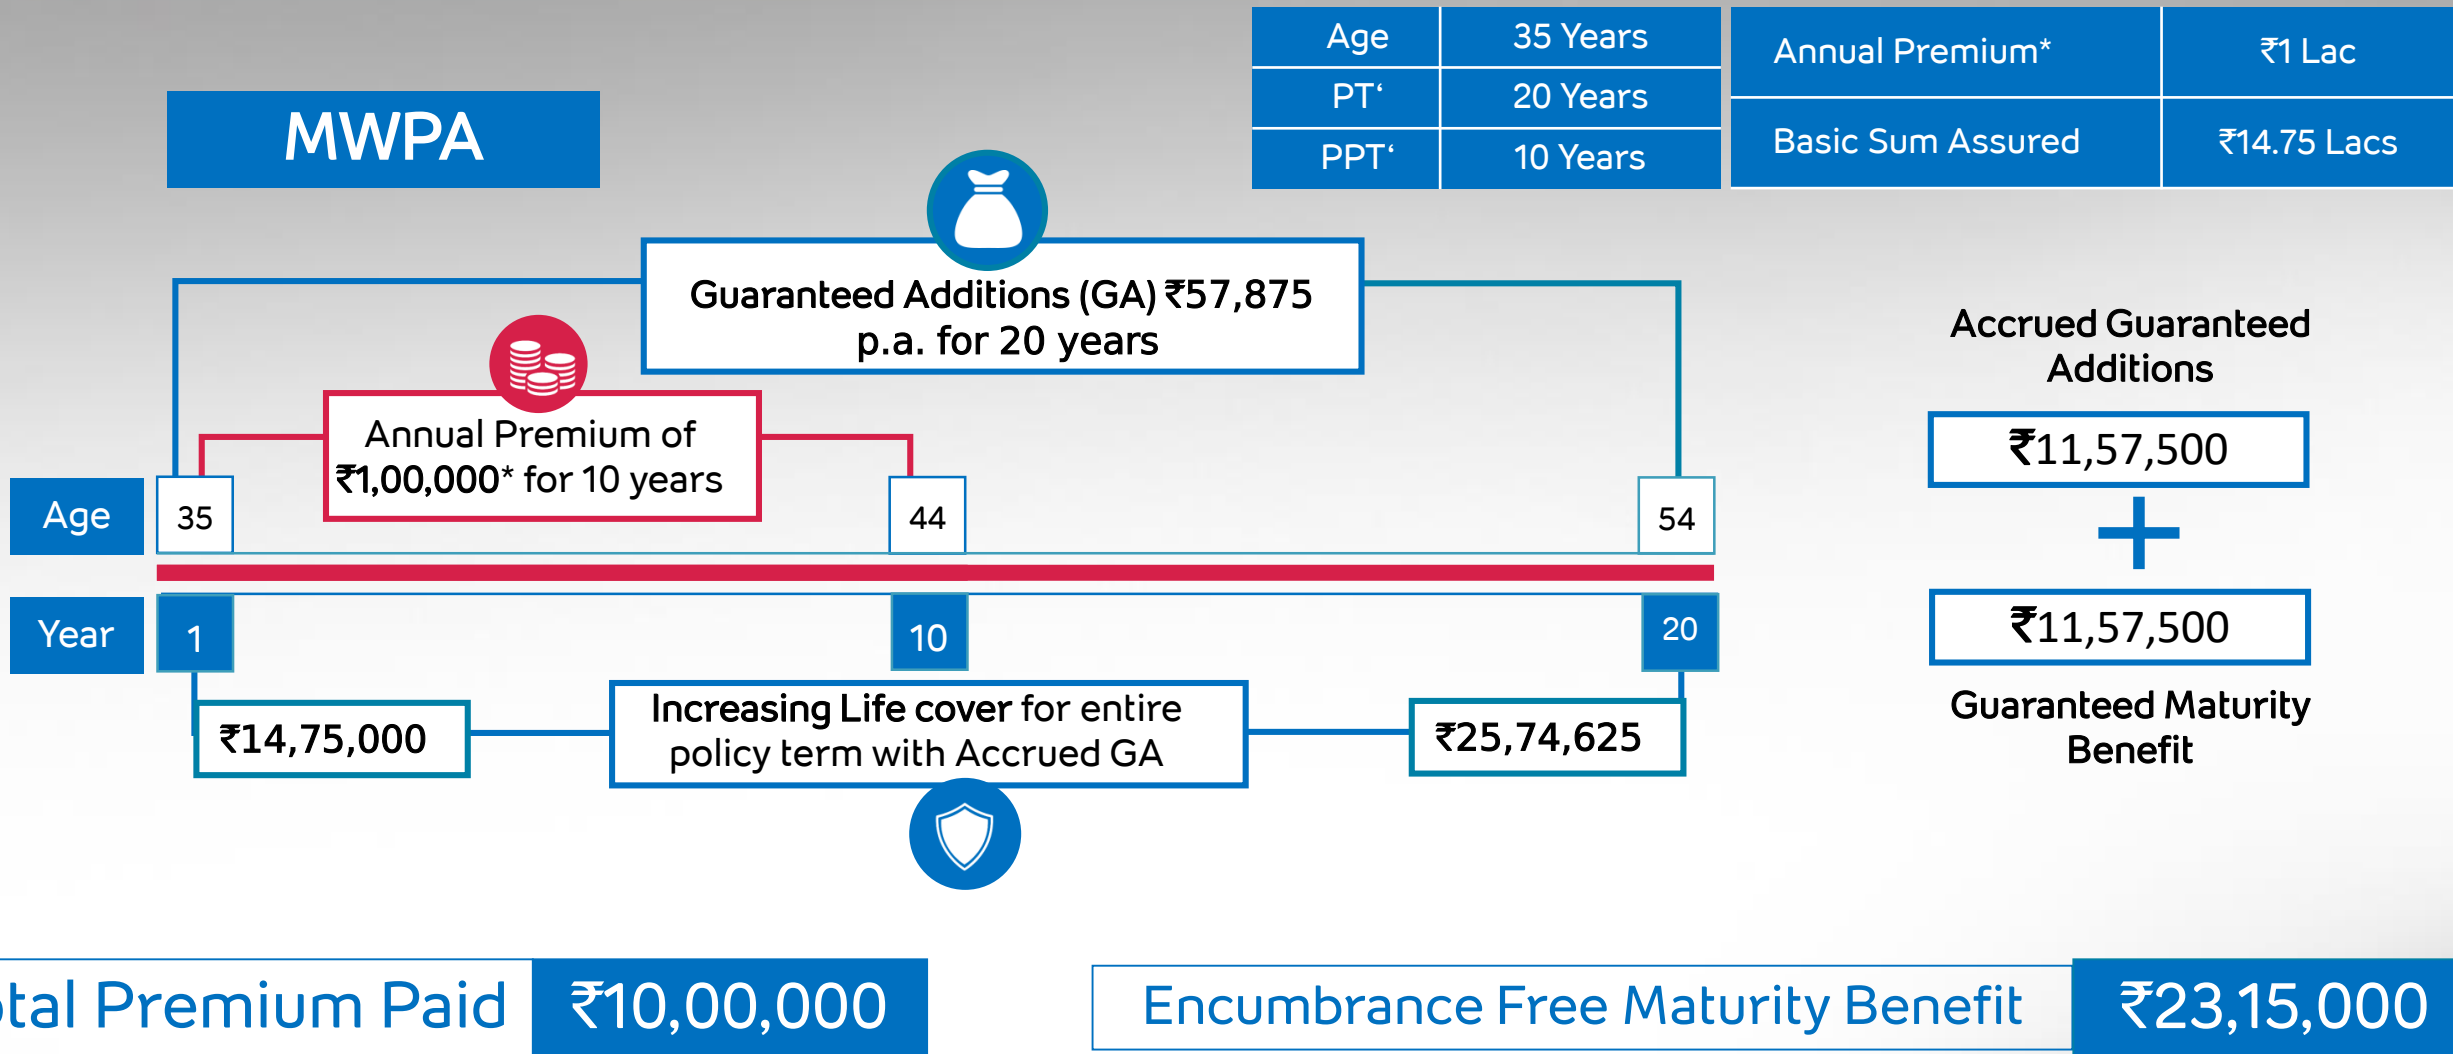 MWPA
Age 35 Years
PT‘ 20 Years
PPT‘ 10 Years
Annual Premium* ₹1 Lac
Basic Sum Assured ₹14.75 Lacs
Guaranteed Additions (GA) ₹57,875
p.a. for 20 years
Annual Premium of
₹1,00,000* for 10 years
Age 35 44 54
Year 1 10 20
₹14,75,000
Increasing Life cover for entire
policy term with Accrued GA
₹25,74,625
Accrued Guaranteed
Additions
₹11,57,500
+
₹11,57,500
Guaranteed Maturity
Benefit
tal Premium Paid ₹10,00,000
Encumbrance Free Maturity Benefit ₹23,15,000